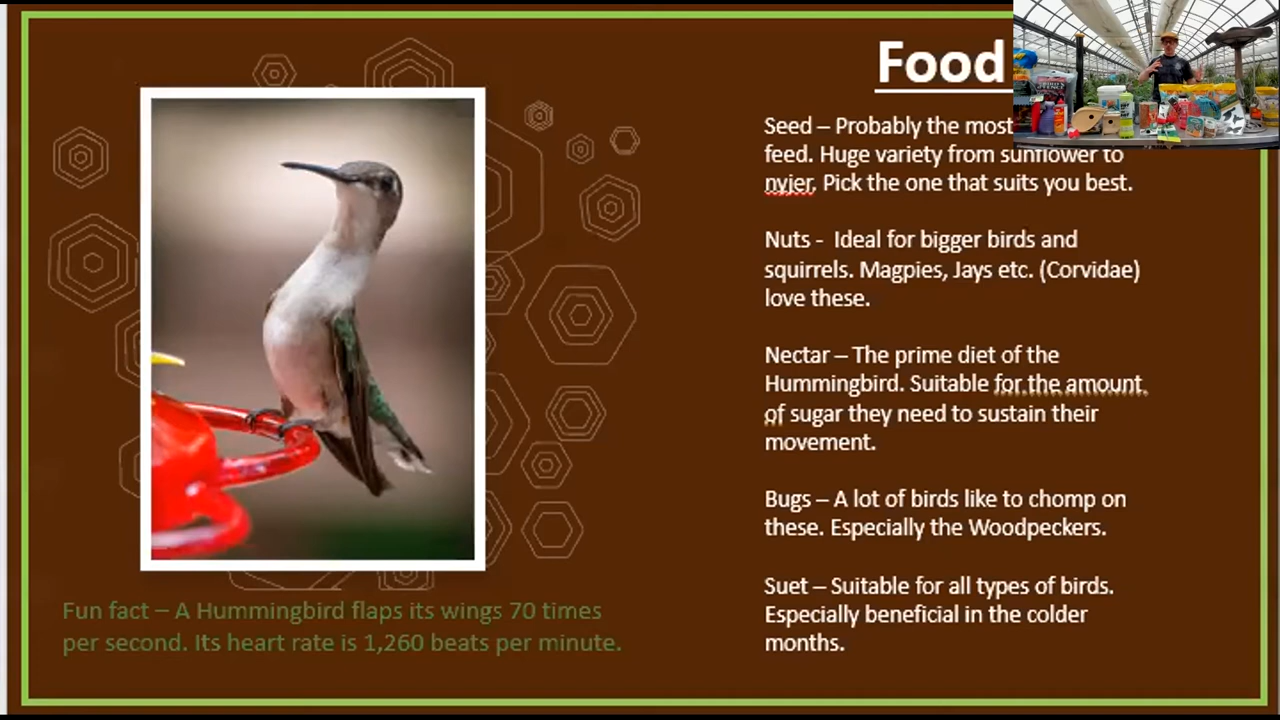 Food
Seed – Probably the most
feed. Huge variety from sunflower to
nyjer. Pick the one that suits you best.
Nuts -  Ideal for bigger birds and
squirrels. Magpies, Jays etc. (Corvidae)
love these.
Nectar – The prime diet of the
Hummingbird. Suitable for the amount
of sugar they need to sustain their
movement.
Bugs – A lot of birds like to chomp on
these. Especially the Woodpeckers.
Suet – Suitable for all types of birds.
Especially beneficial in the colder
months.
Fun fact – A Hummingbird flaps its wings 70 times
per second. Its heart rate is 1,260 beats per minute.